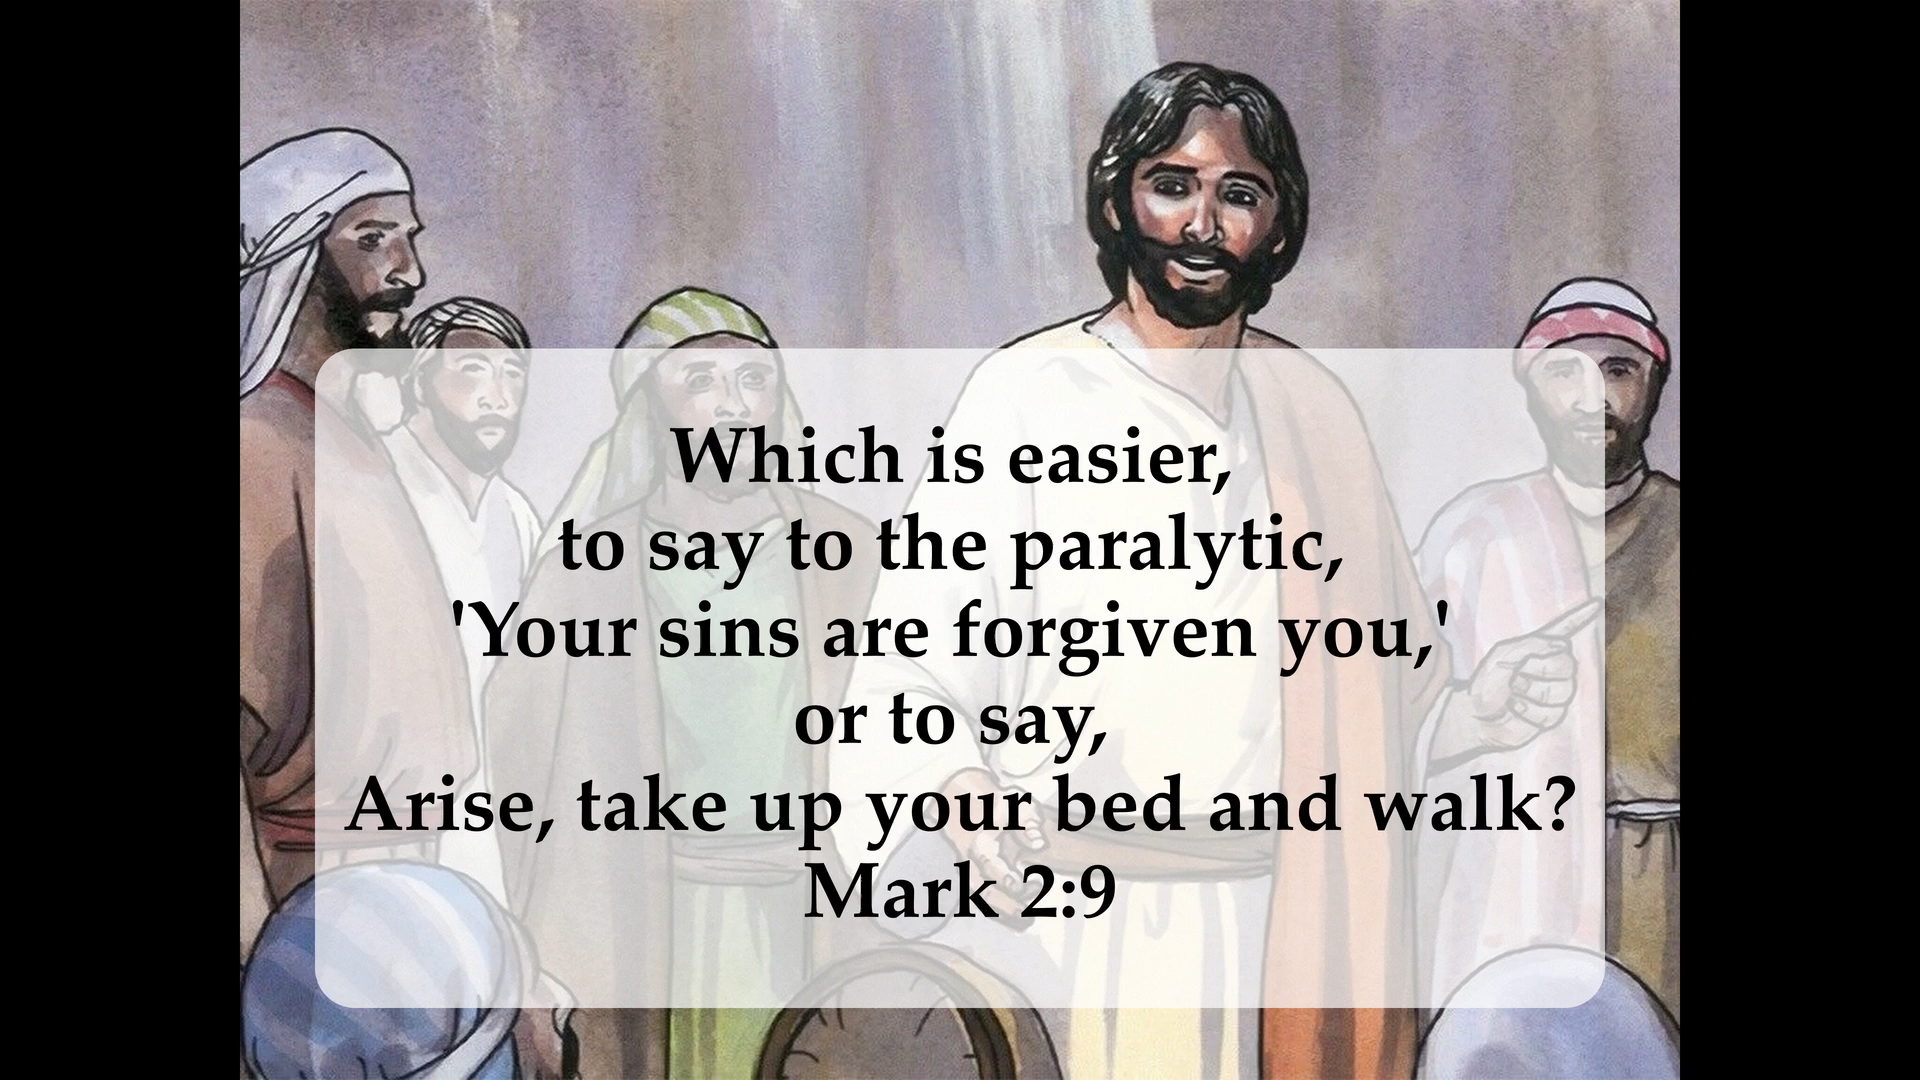 Which is easier,
to say to the paralytic,
'Your sins are forgiven you,'
or to say,
Arise, take up your bed and walk?
Mark 2:9